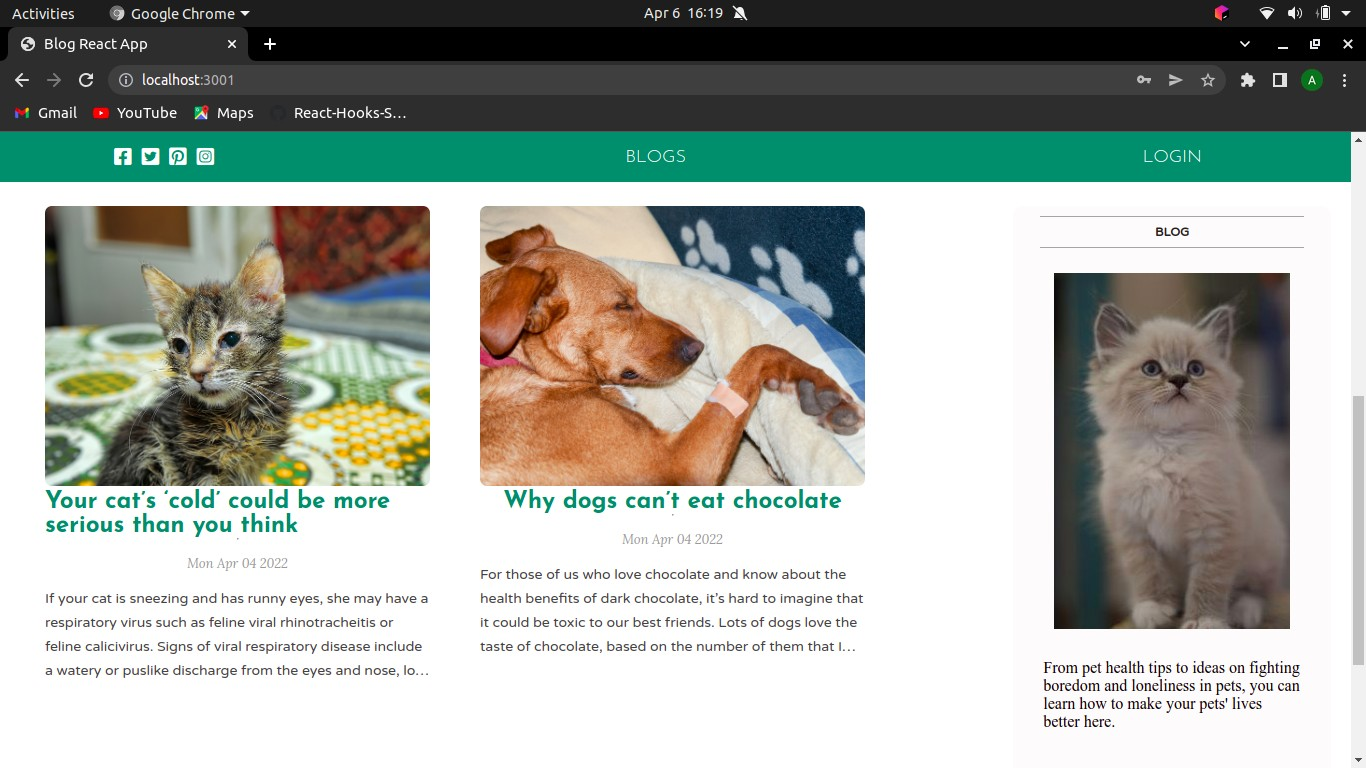 Activities
Google Chrome
Apr 6 16:19
Blog React App
localhost:3001
A
Gmail
YouTube
Maps
React-Hooks-S...
BLOGS
LOGIN
Your cat's ‘cold’ could be more
serious than you think
Mon Apr 04 2022
If your cat is sneezing and has runny eyes, she may have a
respiratory virus such as feline viral rhinotracheitis or
feline calicivirus. Signs of viral respiratory disease include
a watery or puslike discharge from the eyes and nose, lo...
Why dogs can't eat chocolate
Mon Apr 04 2022
For those of us who love chocolate and know about the
health benefits of dark chocolate, it's hard to imagine that
it could be toxic to our best friends. Lots of dogs love the
taste of chocolate, based on the number of them that I...
BLOG
From pet health tips to ideas on fighting
boredom and loneliness in pets, you can
learn how to make your pets' lives
better here.